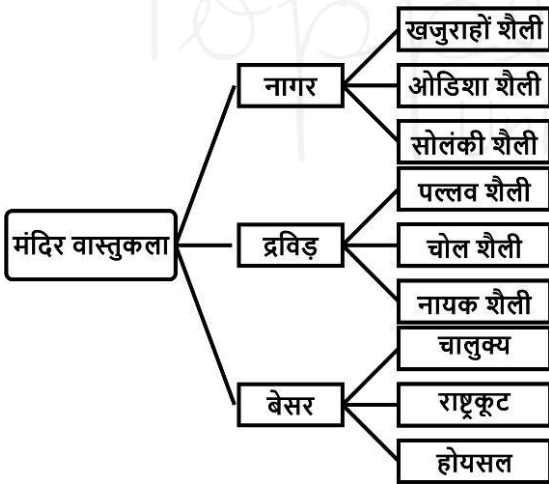 मंदिर वास्तुकला
नागर
खजुराहों शैली
ओडिशा शैली
सोलंकी शैली
द्रविड़
पल्लव शैली
चोल शैली
नायक शैली
बेसर
चालुक्य
राष्ट्रकूट
होयसल